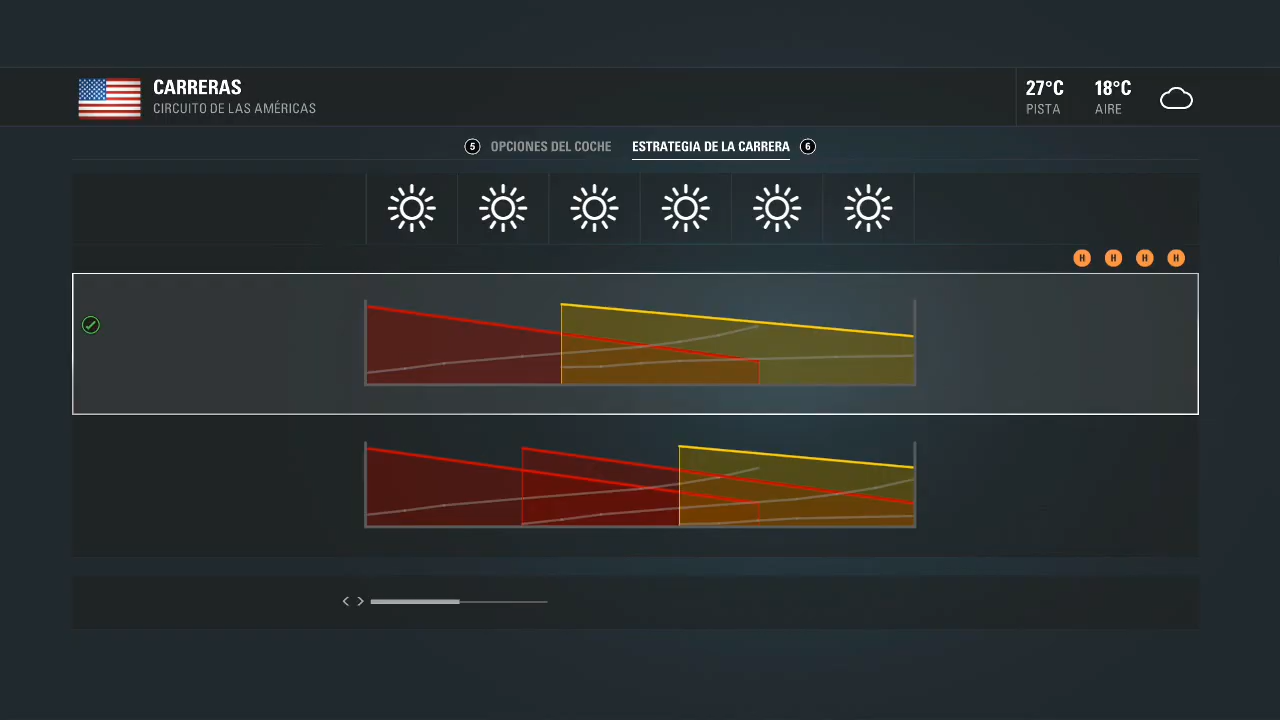 CARRERAS
CIRCUITO DE LAS AMÉRICAS
27°C
PISTA
18°C
AIRE
5 OPCIONES DEL COCHE ESTRATEGIA DE LA CARRERA 6
H H H H